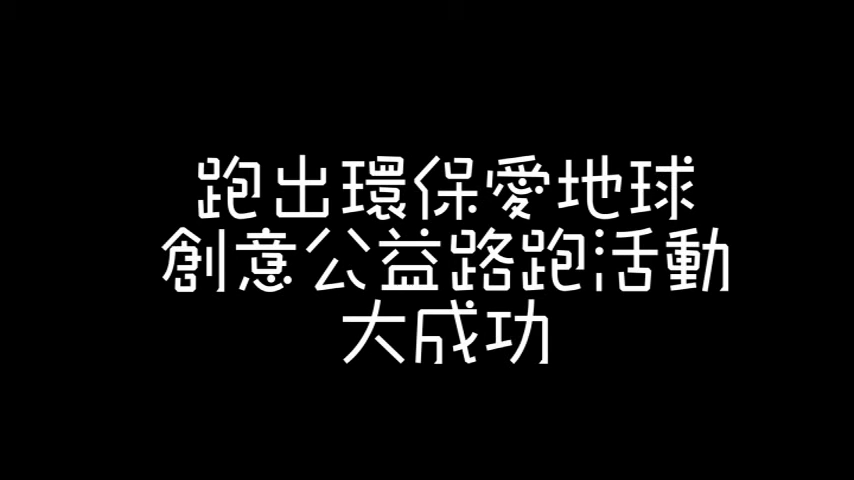 跑出環保愛地球
創意公益路跑活動
大成功